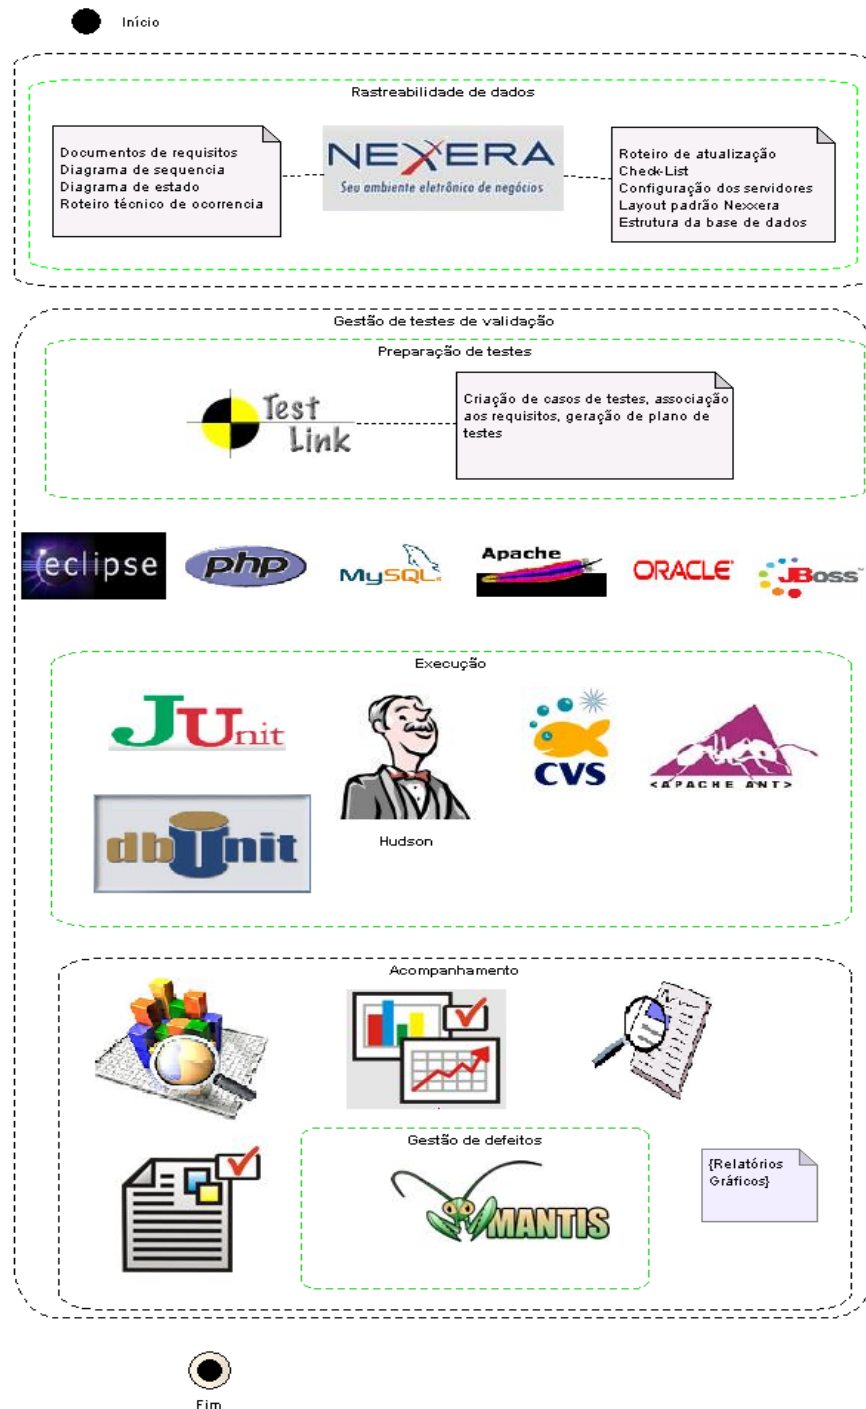 Início
Rastreabilidade de dados
Documentos de requisitos
Diagrama de sequencia
Diagrama de estado
Roteiro técnico de ocorrencia
NEXXERA
Seu ambiente eletrônico de negócios
Roteiro de atualização
Check-List
Configuração dos servidores
Layout padrão Nexxera
Estrutura da base de dados
Gestão de testes de validação
Preparação de testes
Test
Link
Criação de casos de testes, associação
aos requisitos, geração de plano de
testes
eclipse
php
MySQL
Apache
ORACLE
JBoss
Execução
JUnit
CVS
<APACHE ANT>
dbUnit
Hudson
Acompanhamento
Gestão de defeitos
MANTIS
{Relatórios
Gráficos}
Fim